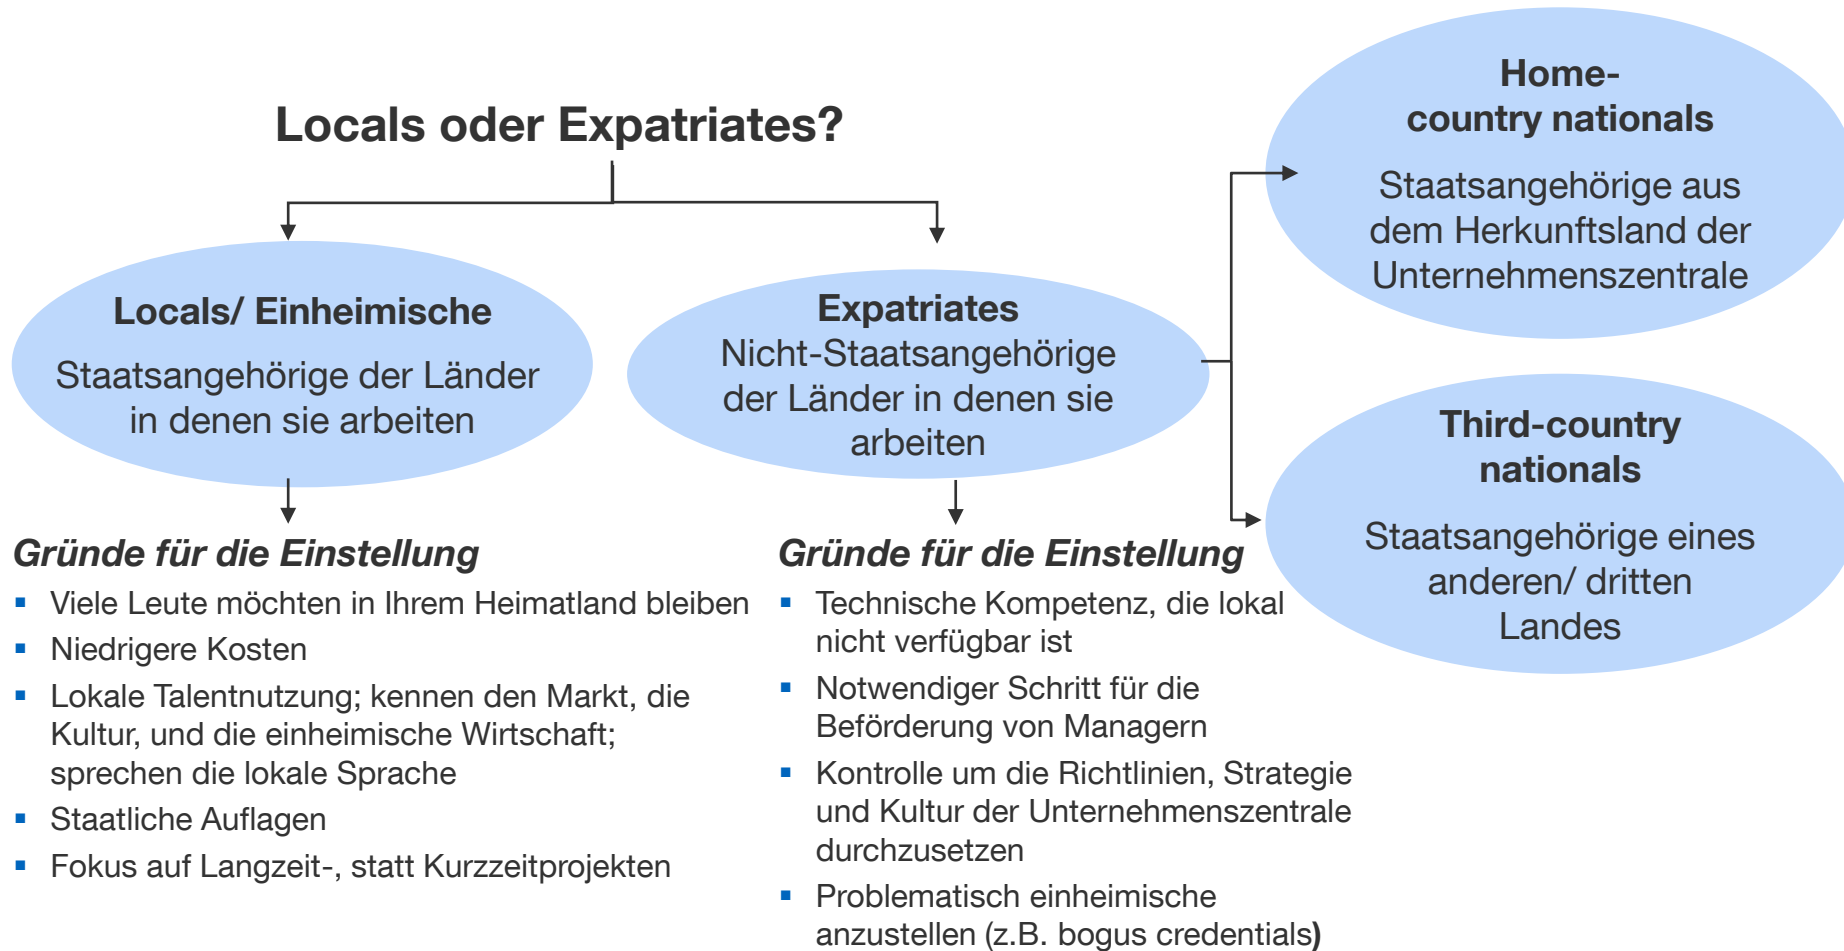 Locals oder Expatriates?
Locals/ Einheimische
Staatsangehörige der Länder
in denen sie arbeiten
Expatriates
Nicht-Staatsangehörige
der Länder in denen sie
arbeiten
Home-
country nationals
Staatsangehörige aus
dem Herkunftsland der
Unternehmenszentrale
Third-country
nationals
Staatsangehörige eines
anderen/ dritten
Landes
Gründe für die Einstellung
▪ Viele Leute möchten in Ihrem Heimatland bleiben
▪ Niedrigere Kosten
▪ Lokale Talentnutzung; kennen den Markt, die
Kultur, und die einheimische Wirtschaft;
sprechen die lokale Sprache
▪ Staatliche Auflagen
▪ Fokus auf Langzeit-, statt Kurzzeitprojekten
Gründe für die Einstellung
▪ Technische Kompetenz, die lokal
nicht verfügbar ist
▪ Notwendiger Schritt für die
Beförderung von Managern
▪ Kontrolle um die Richtlinien, Strategie
und Kultur der Unternehmenszentrale
durchzusetzen
▪ Problematisch einheimische
anzustellen (z.B. bogus credentials)